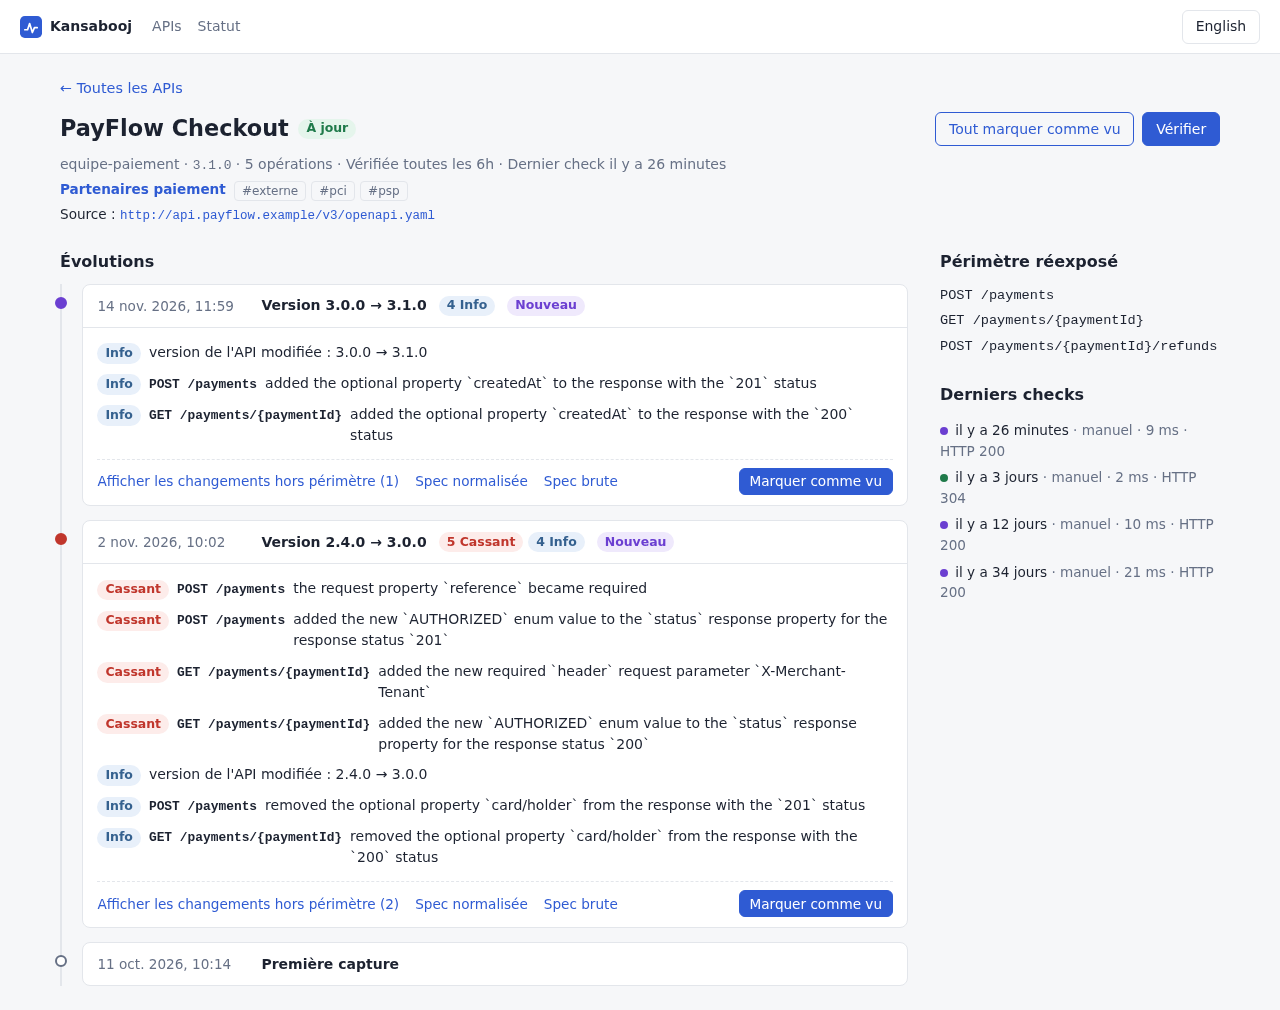 Kansabooj APIs Statut English
← Toutes les APIs
PayFlow Checkout À jour Tout marquer comme vu Vérifier
equipe-paiement · 3.1.0 · 5 opérations · Vérifiée toutes les 6h · Dernier check il y a 26 minutes
Partenaires paiement #externe #pci #psp
Source : http://api.payflow.example/v3/openapi.yaml
Évolutions
14 nov. 2026, 11:59 Version 3.0.0 → 3.1.0 4 Info Nouveau
Info version de l'API modifiée : 3.0.0 → 3.1.0
Info POST /payments added the optional property `createdAt` to the response with the `201` status
Info GET /payments/{paymentId} added the optional property `createdAt` to the response with the `200`
status
Afficher les changements hors périmètre (1) Spec normalisée Spec brute Marquer comme vu
2 nov. 2026, 10:02 Version 2.4.0 → 3.0.0 5 Cassant 4 Info Nouveau
Cassant POST /payments the request property `reference` became required
Cassant POST /payments added the new `AUTHORIZED` enum value to the `status` response property for the
response status `201`
Cassant GET /payments/{paymentId} added the new required `header` request parameter `X-Merchant-
Tenant`
Cassant GET /payments/{paymentId} added the new `AUTHORIZED` enum value to the `status` response
property for the response status `200`
Info version de l'API modifiée : 2.4.0 → 3.0.0
Info POST /payments removed the optional property `card/holder` from the response with the `201` status
Info GET /payments/{paymentId} removed the optional property `card/holder` from the response with the
`200` status
Afficher les changements hors périmètre (2) Spec normalisée Spec brute Marquer comme vu
11 oct. 2026, 10:14 Première capture
Périmètre réexposé
POST /payments
GET /payments/{paymentId}
POST /payments/{paymentId}/refunds
Derniers checks
il y a 26 minutes · manuel · 9 ms ·
HTTP 200
il y a 3 jours · manuel · 2 ms · HTTP
304
il y a 12 jours · manuel · 10 ms · HTTP
200
il y a 34 jours · manuel · 21 ms · HTTP
200